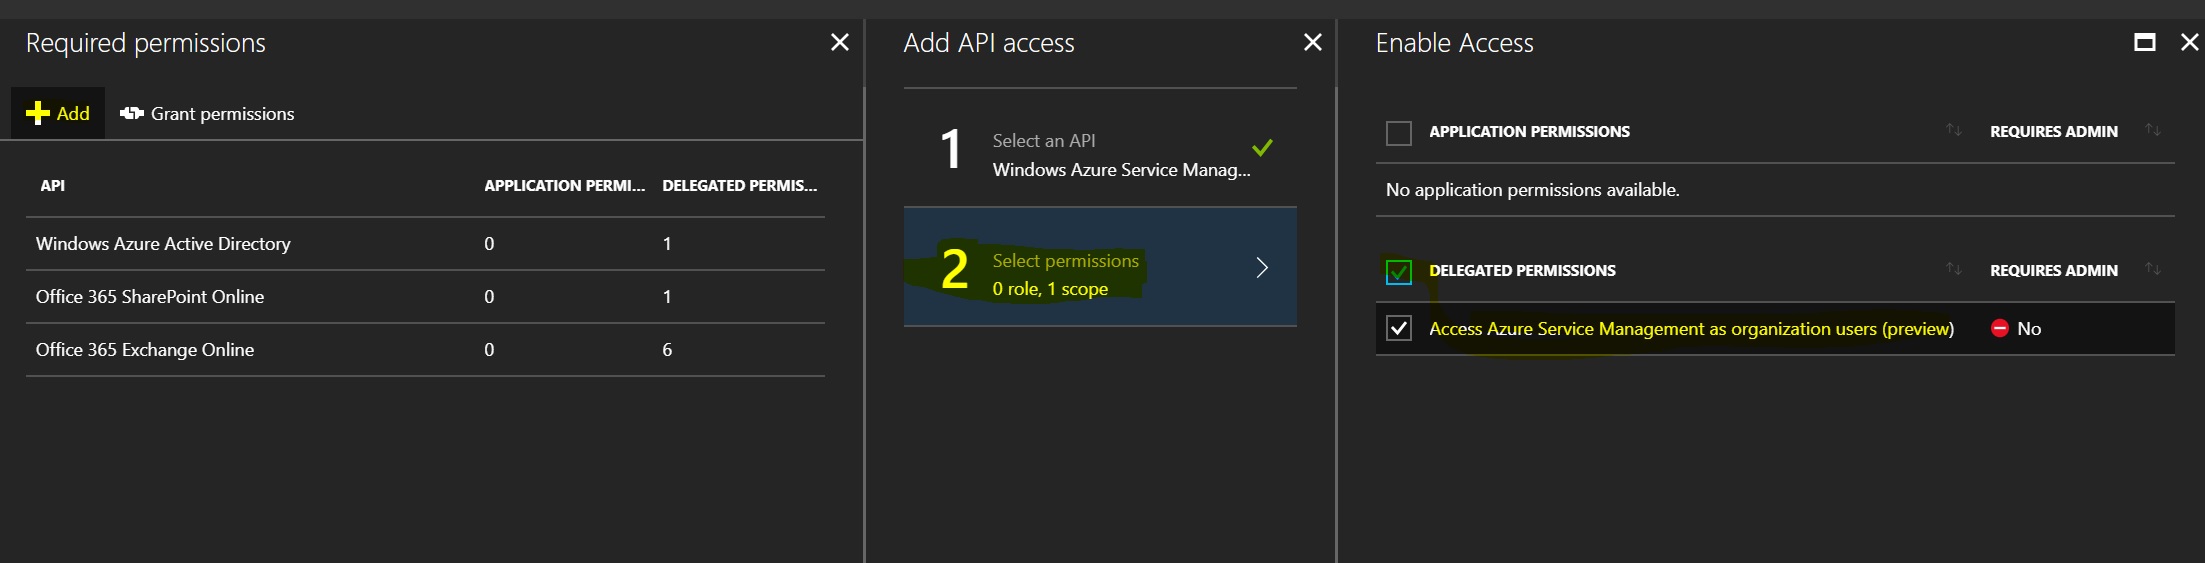 Required permissions
Add
Grant permissions
API APPLICATION PERMI... DELEGATED PERMIS...
Windows Azure Active Directory 0 1
Office 365 SharePoint Online 0 1
Office 365 Exchange Online 0 6
Add API access
1
Select an API
Windows Azure Service Manag...
2
Select permissions
0 role, 1 scope
Enable Access
APPLICATION PERMISSIONS REQUIRES ADMIN
No application permissions available.
DELEGATED PERMISSIONS REQUIRES ADMIN
Access Azure Service Management as organization users (preview) No